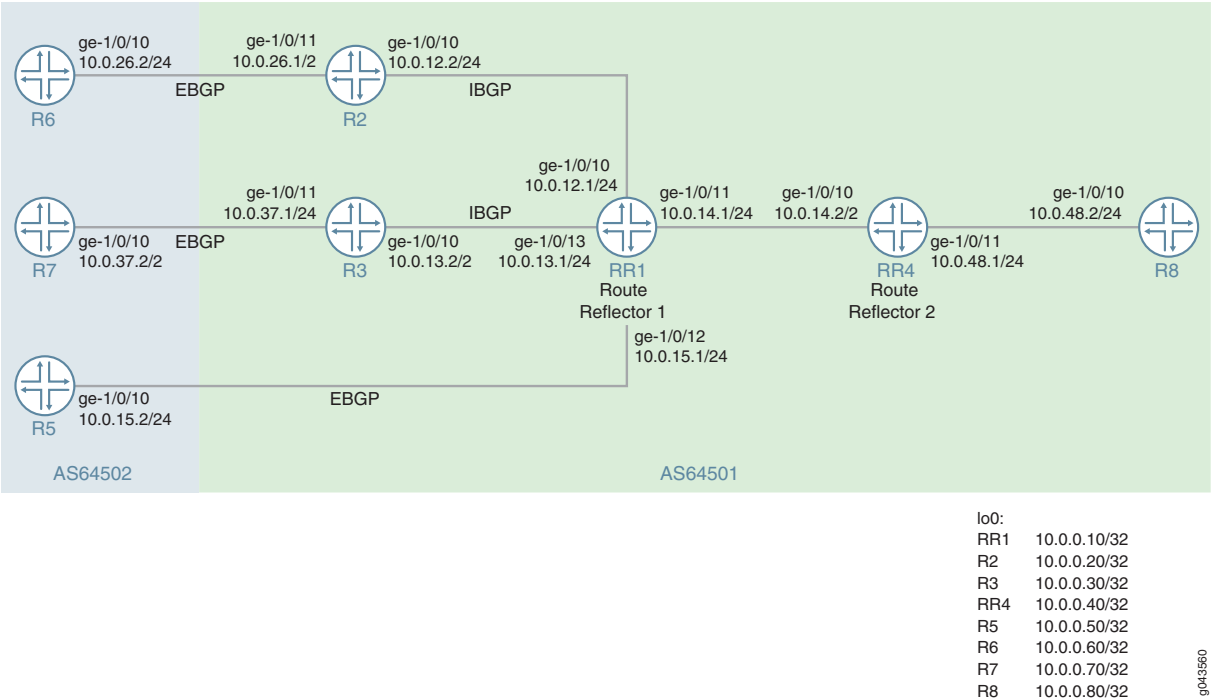 ge-1/0/10
10.0.26.2/24
R6
EBGP
ge-1/0/11
10.0.26.1/2
R2
ge-1/0/10
10.0.12.2/24
IBGP
ge-1/0/10
10.0.12.1/24
ge-1/0/10
10.0.37.2/2
R7
EBGP
ge-1/0/11
10.0.37.1/24
R3
ge-1/0/10
10.0.13.2/2
IBGP
ge-1/0/13
10.0.13.1/24
RR1
Route
Reflector 1
ge-1/0/11
10.0.14.1/24
ge-1/0/10
10.0.14.2/2
RR4
Route
Reflector 2
ge-1/0/11
10.0.48.1/24
ge-1/0/10
10.0.48.2/24
R8
ge-1/0/12
10.0.15.1/24
ge-1/0/10
10.0.15.2/24
R5
EBGP
AS64502
AS64501
lo0:
RR1 10.0.0.10/32
R2 10.0.0.20/32
R3 10.0.0.30/32
RR4 10.0.0.40/32
R5 10.0.0.50/32
R6 10.0.0.60/32
R7 10.0.0.70/32
R8 10.0.0.80/32
g043560